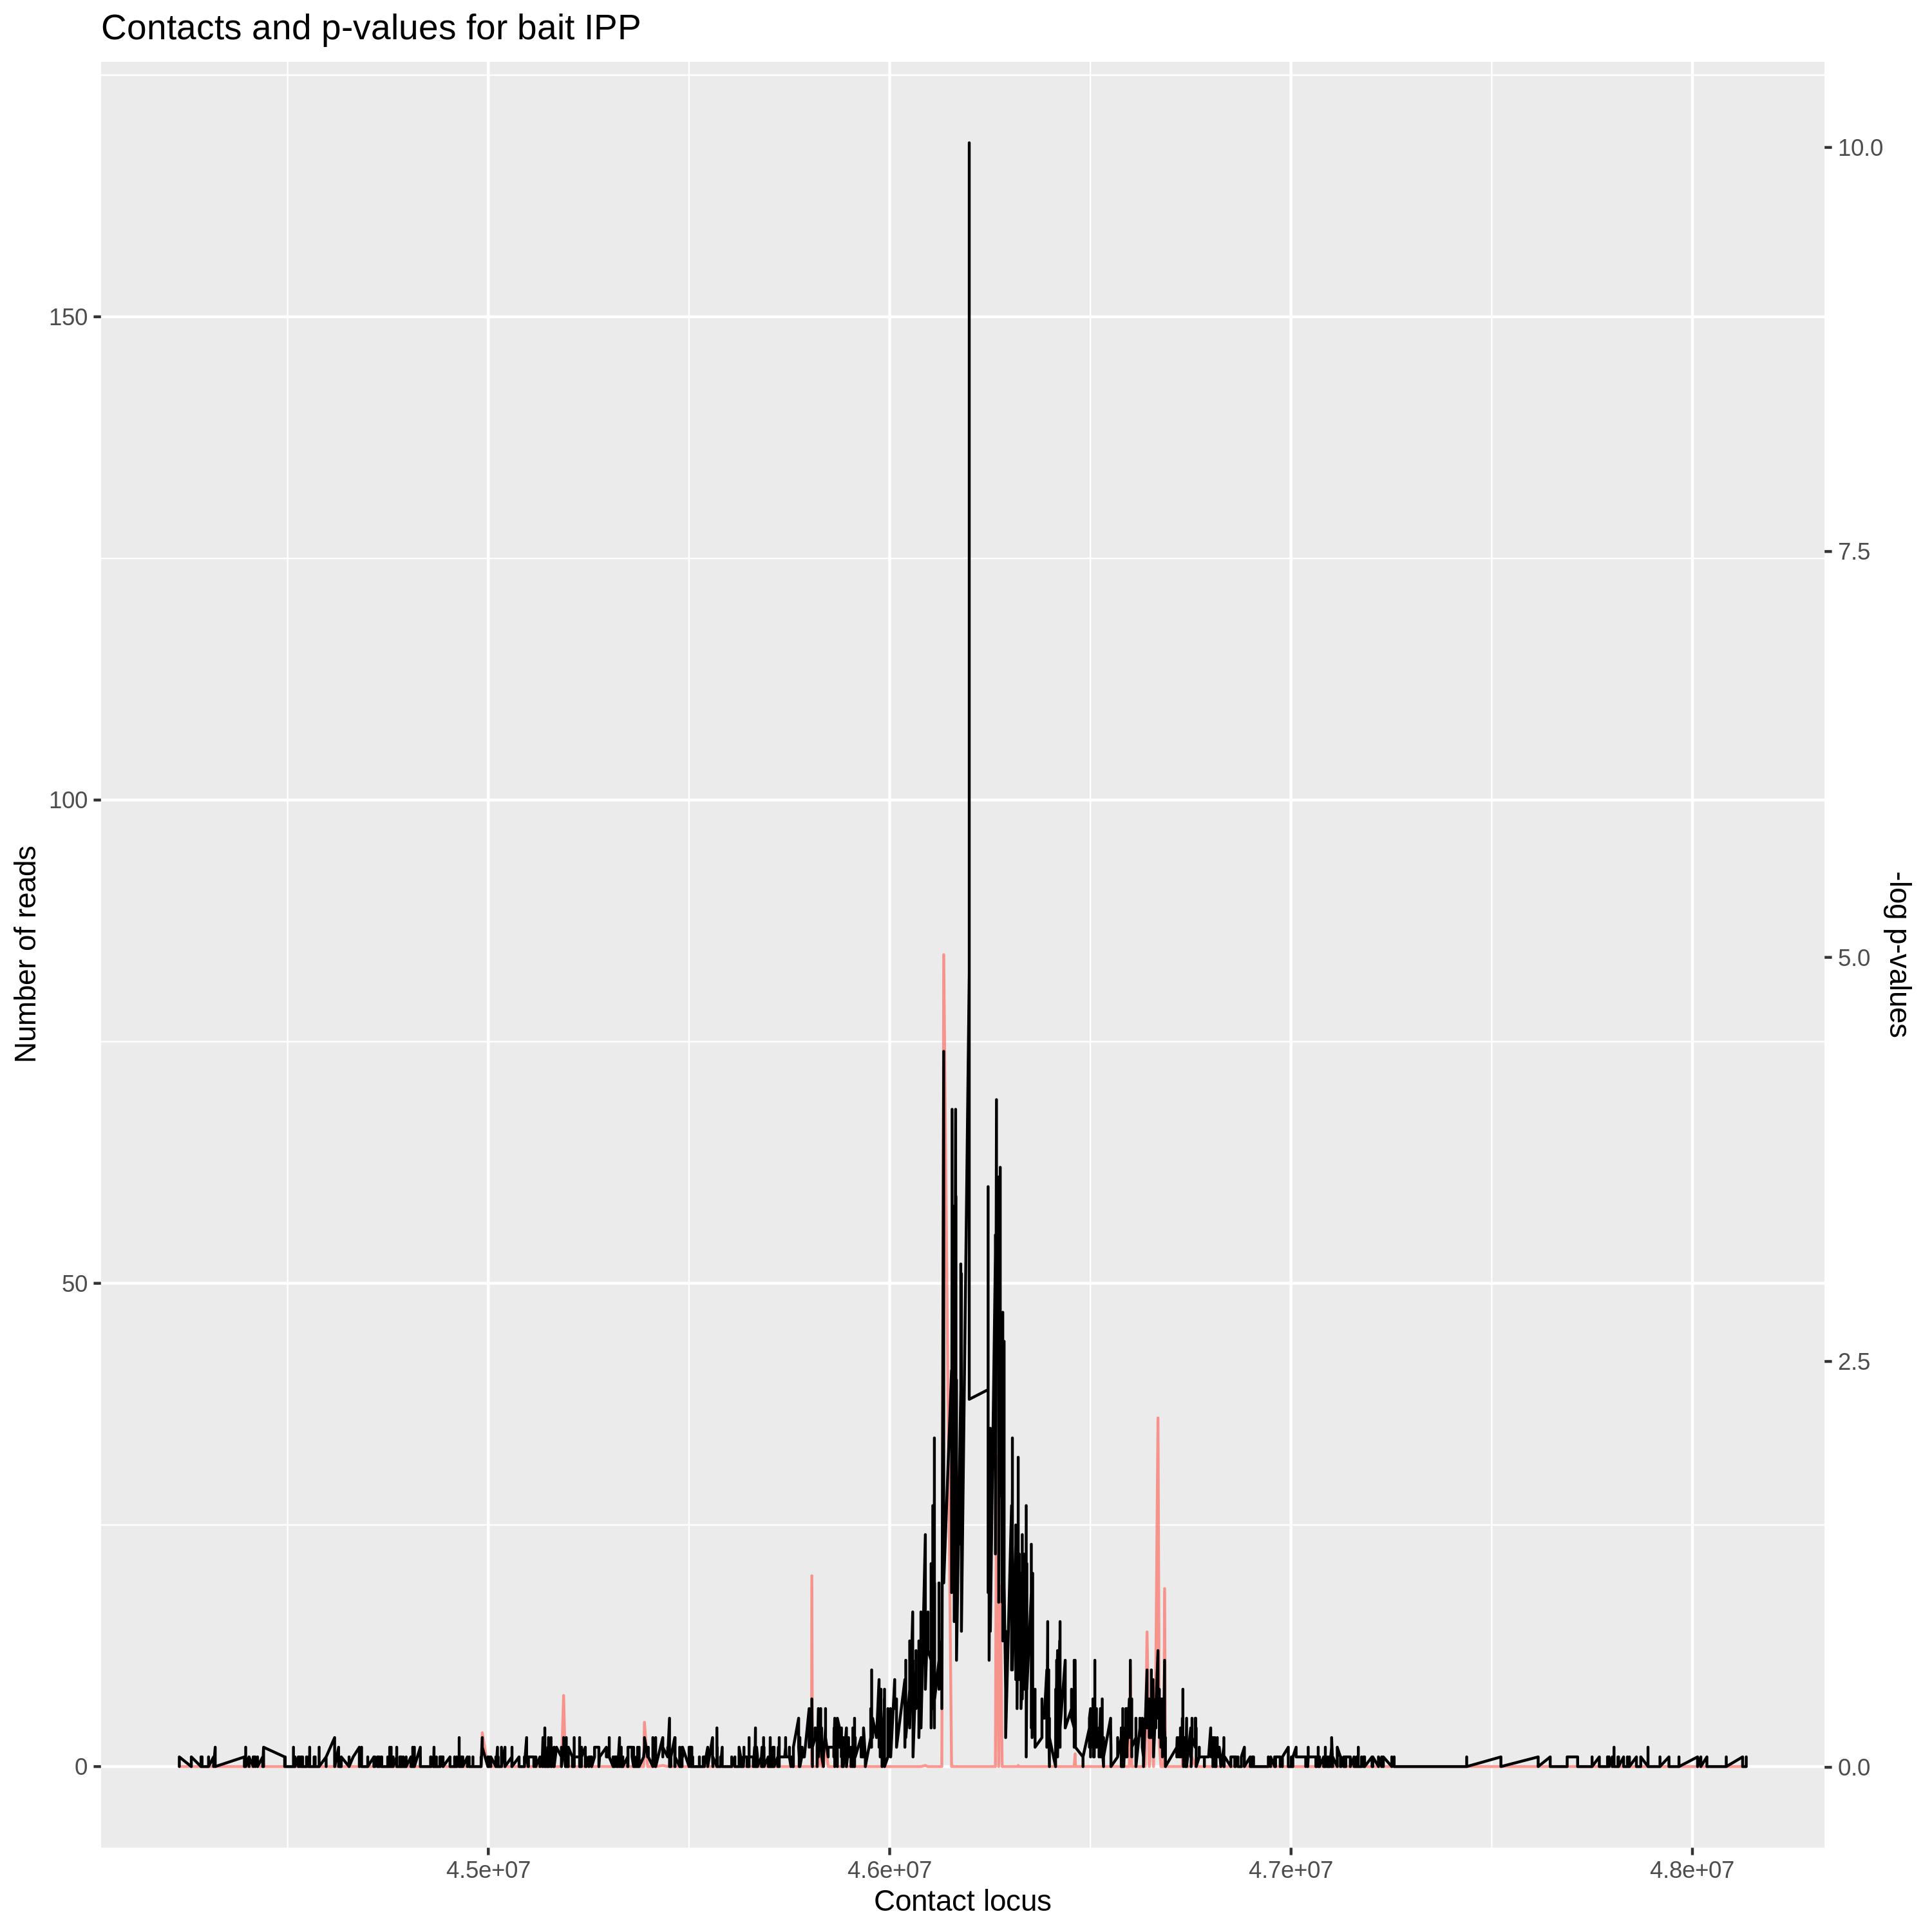 Contacts and p-values for bait IPP
150
100
50
0
Number of reads
10.0
7.5
5.0
2.5
0.0
-log p-values
4.5e+07
4.6e+07
4.7e+07
4.8e+07
Contact locus